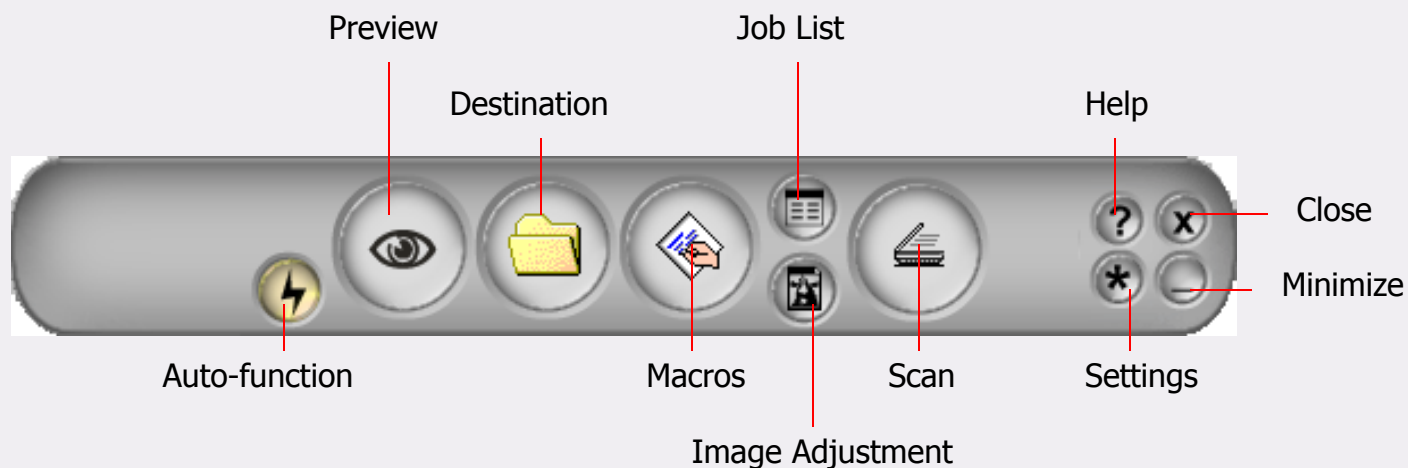 Preview
Job List
Destination
Help
?
x
Close
*
Minimize
Auto-function
Macros
Scan
Settings
Image Adjustment